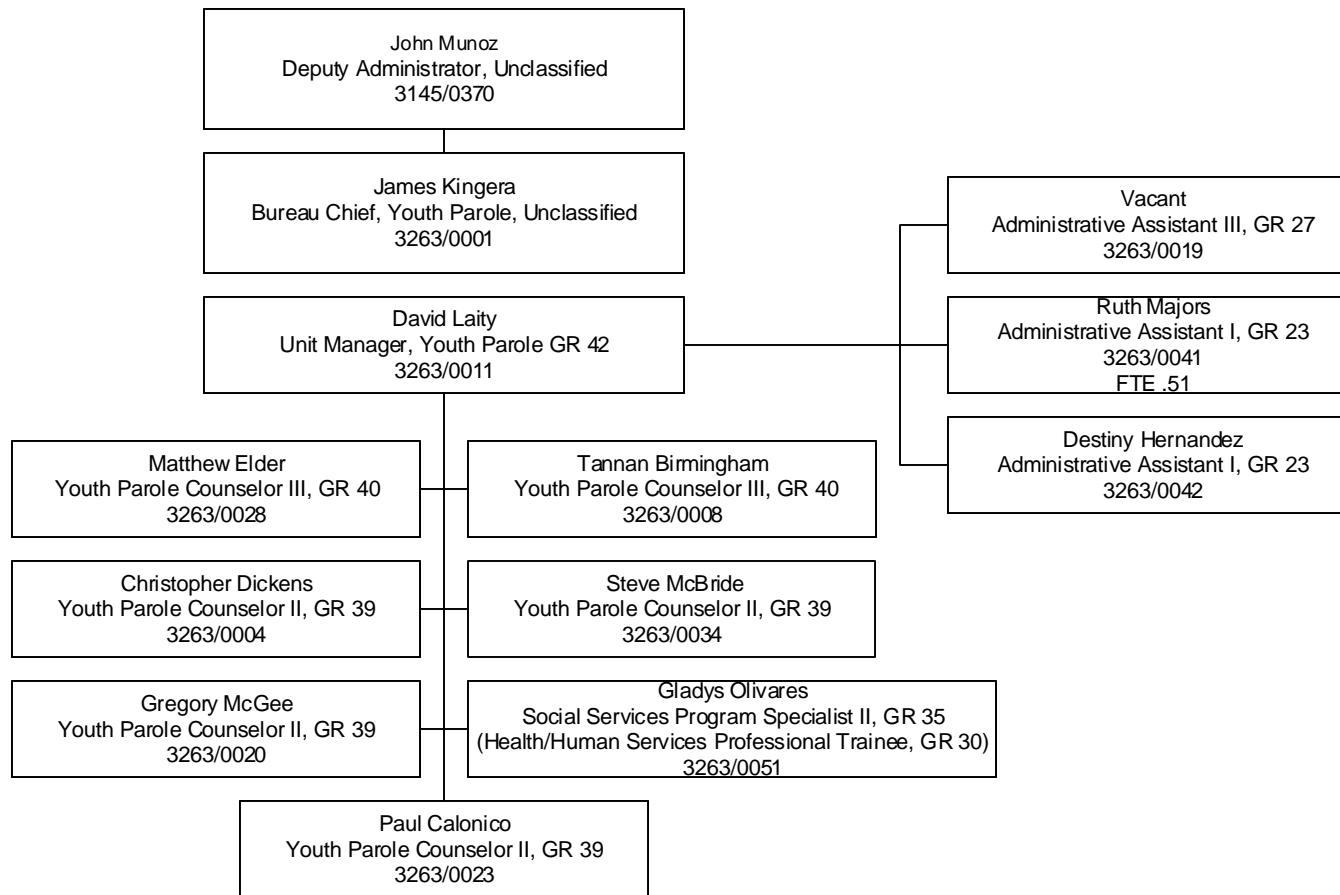 John Munoz
Deputy Administrator, Unclassified
3145/0370
James Kingera
Bureau Chief, Youth Parole, Unclassified
3263/0001
David Laity
Unit Manager, Youth Parole GR 42
3263/0011
Vacant
Administrative Assistant III, GR 27
3263/0019
Ruth Majors
Administrative Assistant I, GR 23
3263/0041
FTE .51
Destiny Hernandez
Administrative Assistant I, GR 23
3263/0042
Matthew Elder
Youth Parole Counselor III, GR 40
3263/0028
Tannan Birmingham
Youth Parole Counselor III, GR 40
3263/0008
Christopher Dickens
Youth Parole Counselor II, GR 39
3263/0004
Steve McBride
Youth Parole Counselor II, GR 39
3263/0034
Gregory McGee
Youth Parole Counselor II, GR 39
3263/0020
Gladys Olivares
Social Services Program Specialist II, GR 35
(Health/Human Services Professional Trainee, GR 30)
3263/0051
Paul Calonico
Youth Parole Counselor II, GR 39
3263/0023